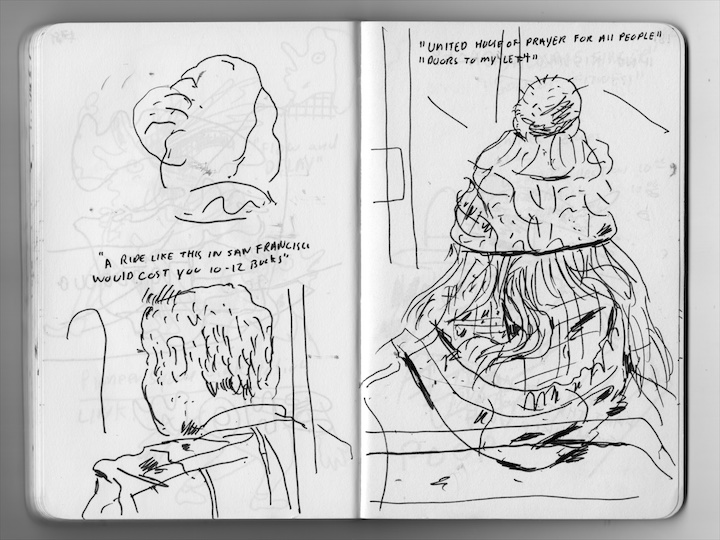 "A RIDE LIKE THIS IN SAN FRANCISCO
WOULD COST YOU 10-12 BUCKS"
"UNITED HOUSE OF PRAYER FOR All PEOPLE"
"DOORS TO MY LEFT"